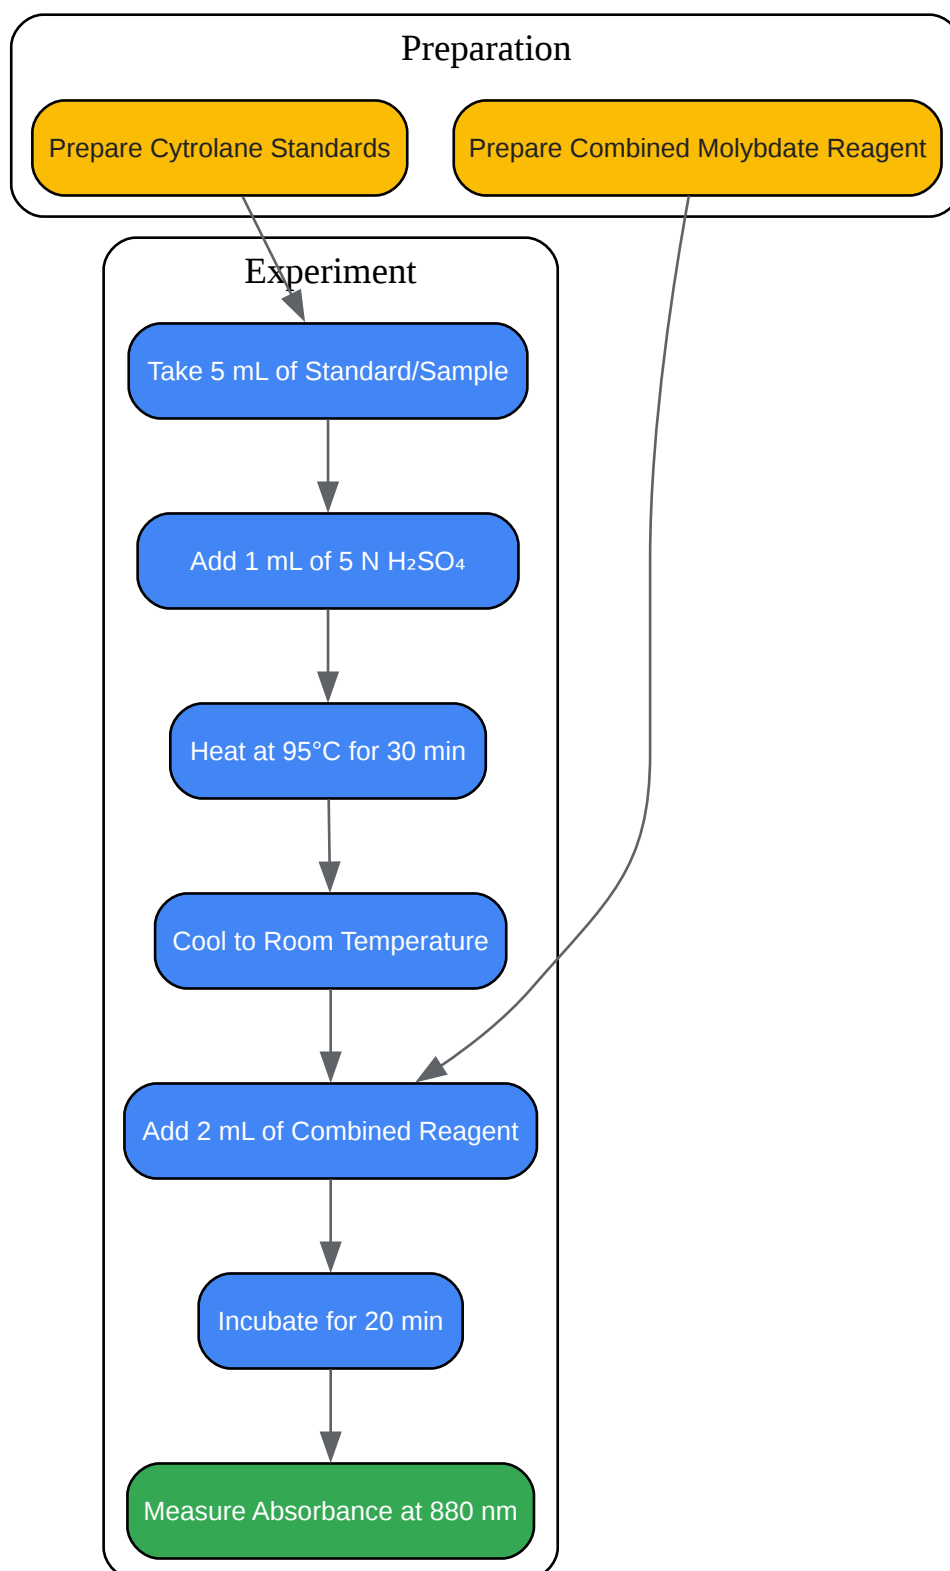 Preparation
Prepare Cytrolane Standards
Prepare Combined Molybdate Reagent
Experiment
Take 5 mL of Standard/Sample
Add 1 mL of 5 N H₂SO₄
Heat at 95°C for 30 min
Cool to Room Temperature
Add 2 mL of Combined Reagent
Incubate for 20 min
Measure Absorbance at 880 nm